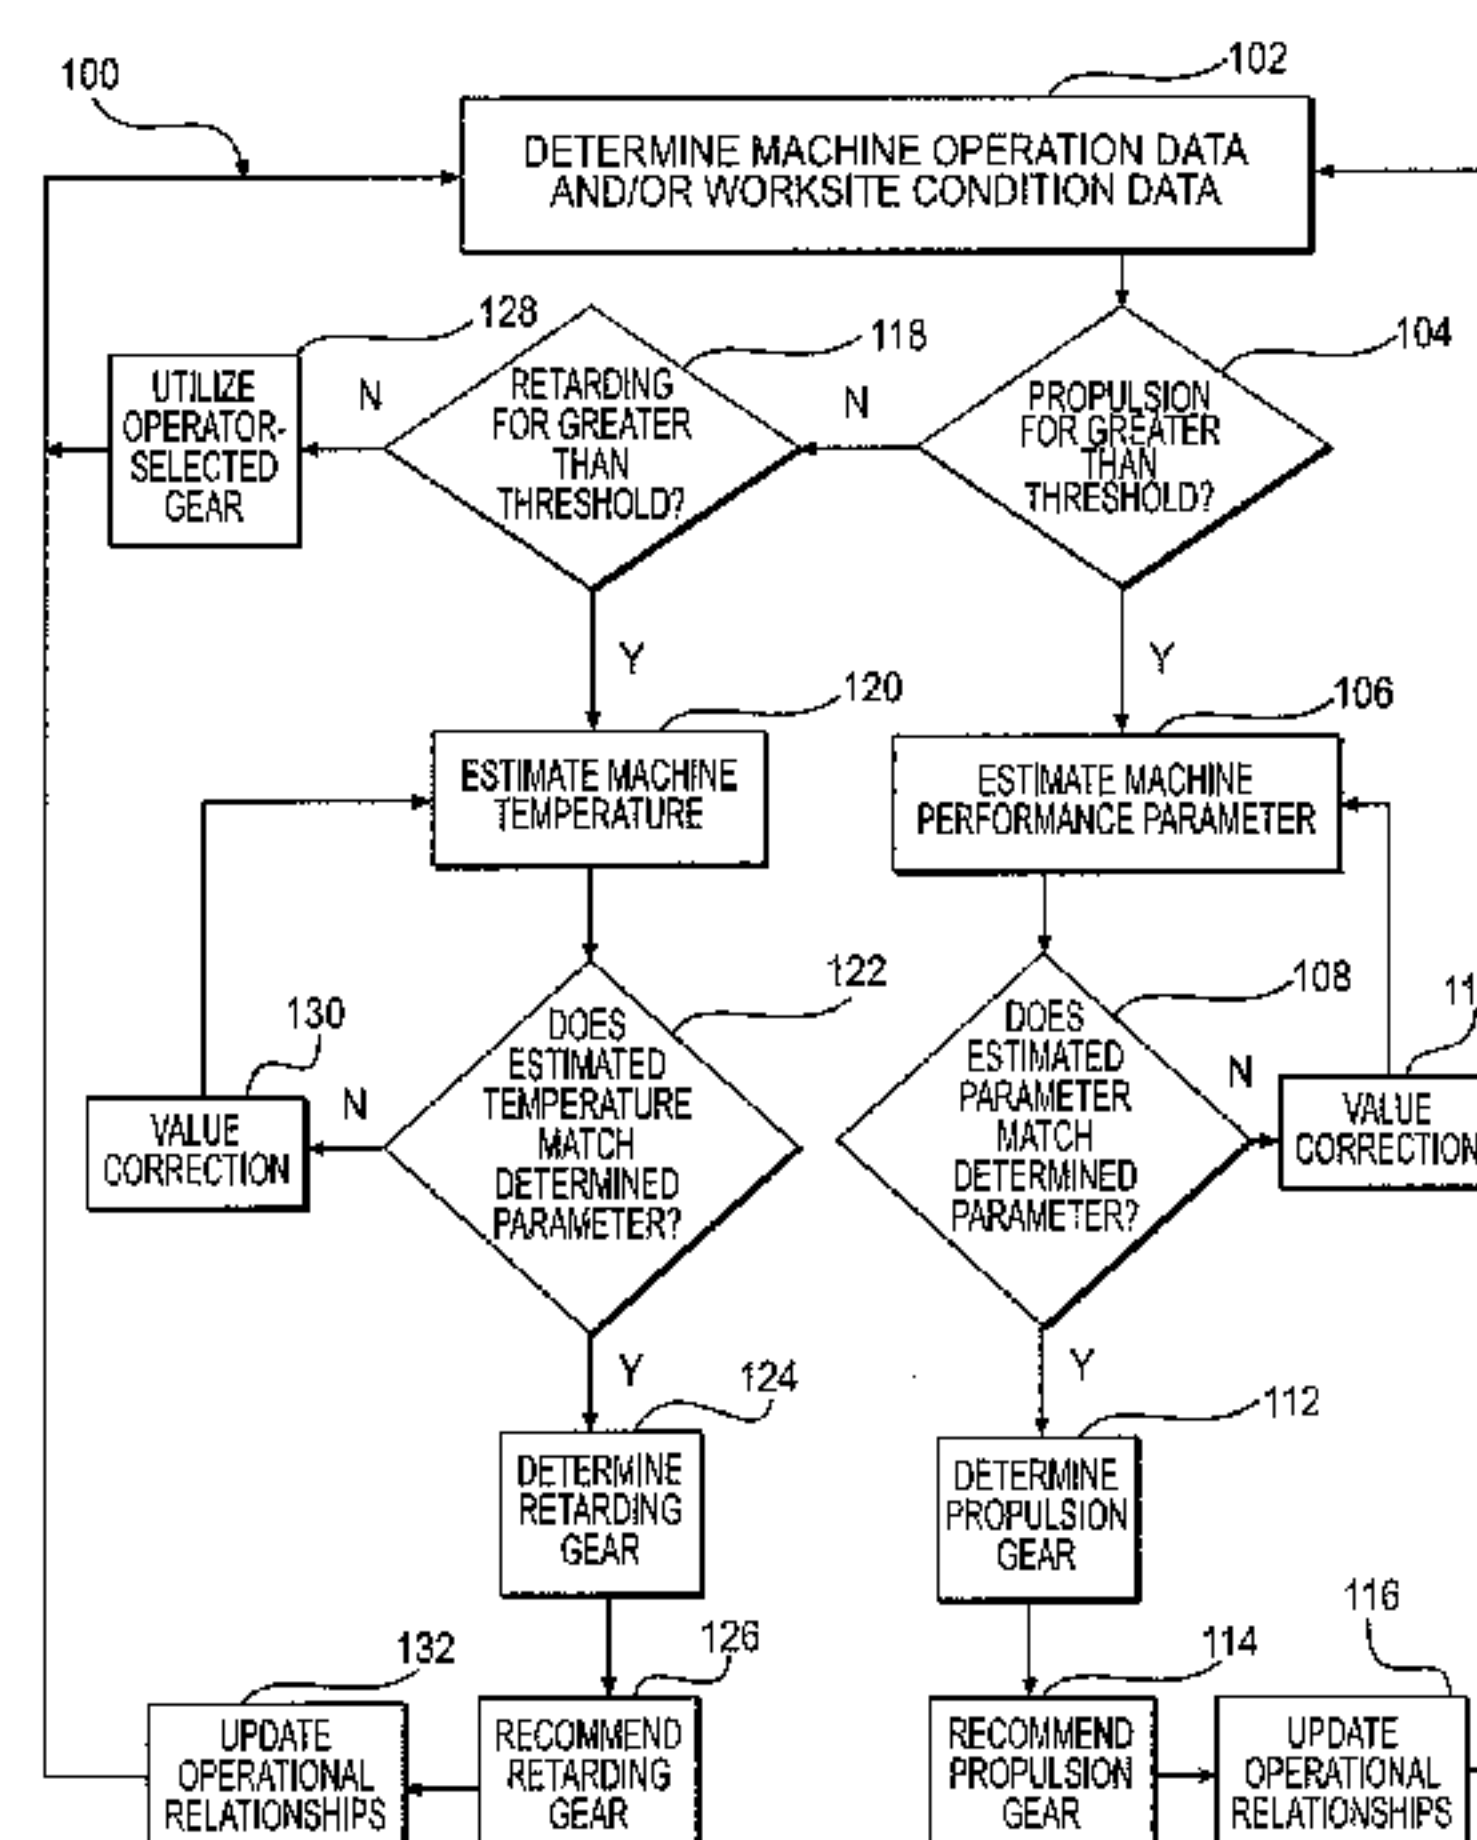 100
102
DETERMINE MACHINE OPERATION DATA
AND/OR WORKSITE CONDITION DATA
128
118
104
UTILIZE
OPERATOR-
SELECTED
GEAR
N
RETARDING
FOR GREATER
THAN
THRESHOLD?
N
PROPULSION
FOR GREATER
THAN
THRESHOLD?
Y
Y
120
106
ESTIMATE MACHINE
TEMPERATURE
ESTIMATE MACHINE
PERFORMANCE PARAMETER
122
108
130
11
VALUE
CORRECTION
N
DOES
ESTIMATED
TEMPERATURE
MATCH
DETERMINED
PARAMETER?
DOES
ESTIMATED
PARAMETER
MATCH
DETERMINED
PARAMETER?
N
VALUE
CORRECTION
Y
Y
124
112
DETERMINE
RETARDING
GEAR
DETERMINE
PROPULSION
GEAR
132
126
114
116
UPDATE
OPERATIONAL
RELATIONSHIPS
RECOMMEND
RETARDING
GEAR
RECOMMEND
PROPULSION
GEAR
UPDATE
OPERATIONAL
RELATIONSHIPS